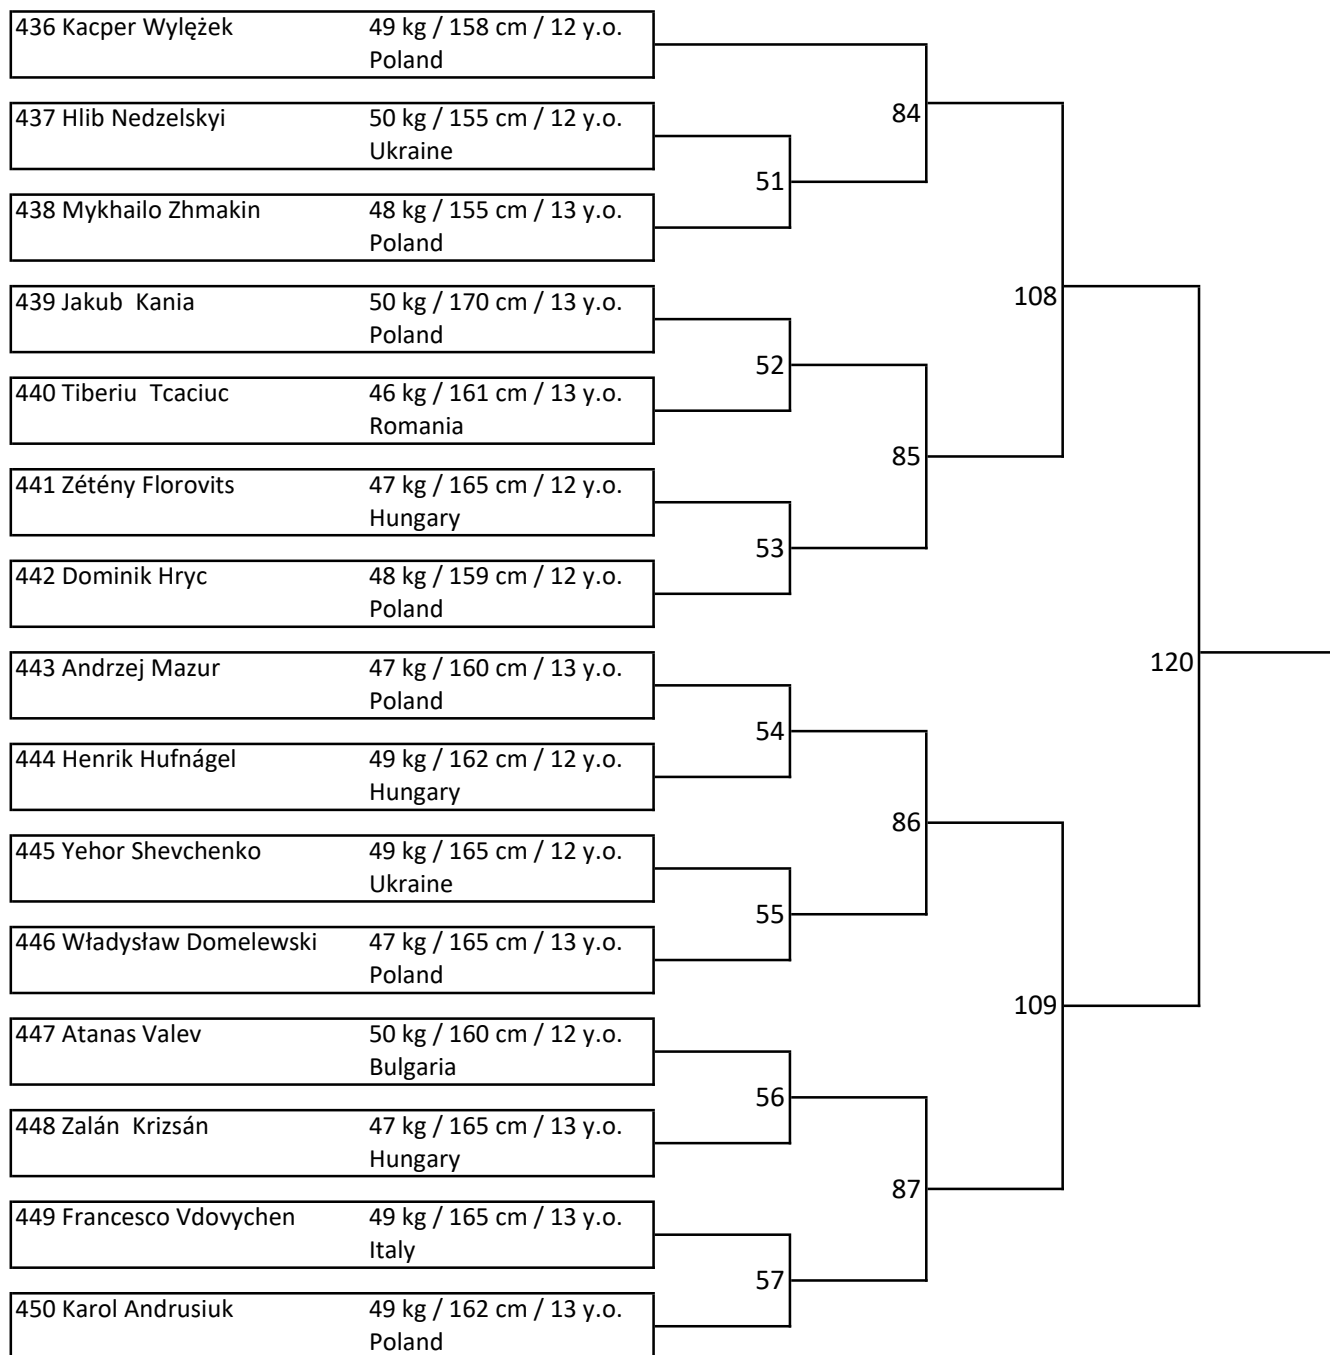 436 Kacper Wylężek 49 kg / 158 cm / 12 y.o.
Poland
84
437 Hlib Nedzelskyi 50 kg / 155 cm / 12 y.o.
Ukraine
51
438 Mykhailo Zhmakin 48 kg / 155 cm / 13 y.o.
Poland
439 Jakub  Kania 50 kg / 170 cm / 13 y.o.
Poland
108
52
440 Tiberiu  Tcaciuc 46 kg / 161 cm / 13 y.o.
Romania
85
441 Zétény Florovits 47 kg / 165 cm / 12 y.o.
Hungary
53
442 Dominik Hryc 48 kg / 159 cm / 12 y.o.
Poland
120
443 Andrzej Mazur 47 kg / 160 cm / 13 y.o.
Poland
54
444 Henrik Hufnágel 49 kg / 162 cm / 12 y.o.
Hungary
86
445 Yehor Shevchenko 49 kg / 165 cm / 12 y.o.
Ukraine
55
446 Władysław Domelewski 47 kg / 165 cm / 13 y.o.
Poland
109
447 Atanas Valev 50 kg / 160 cm / 12 y.o.
Bulgaria
56
448 Zalán  Krizsán 47 kg / 165 cm / 13 y.o.
Hungary
87
449 Francesco Vdovychen 49 kg / 165 cm / 13 y.o.
Italy
57
450 Karol Andrusiuk 49 kg / 162 cm / 13 y.o.
Poland